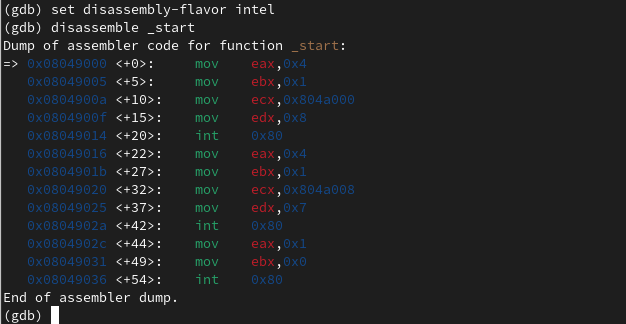 (gdb) set disassembly-flavor intel
(gdb) disassemble _start
Dump of assembler code for function _start:
=> 0x08049000 <+0>:     mov    eax,0x4
   0x08049005 <+5>:     mov    ebx,0x1
   0x0804900a <+10>:    mov    ecx,0x804a000
   0x0804900f <+15>:    mov    edx,0x8
   0x08049014 <+20>:    int    0x80
   0x08049016 <+22>:    mov    eax,0x4
   0x0804901b <+27>:    mov    ebx,0x1
   0x08049020 <+32>:    mov    ecx,0x804a008
   0x08049025 <+37>:    mov    edx,0x7
   0x0804902a <+42>:    int    0x80
   0x0804902c <+44>:    mov    eax,0x1
   0x08049031 <+49>:    mov    ebx,0x0
   0x08049036 <+54>:    int    0x80
End of assembler dump.
(gdb)